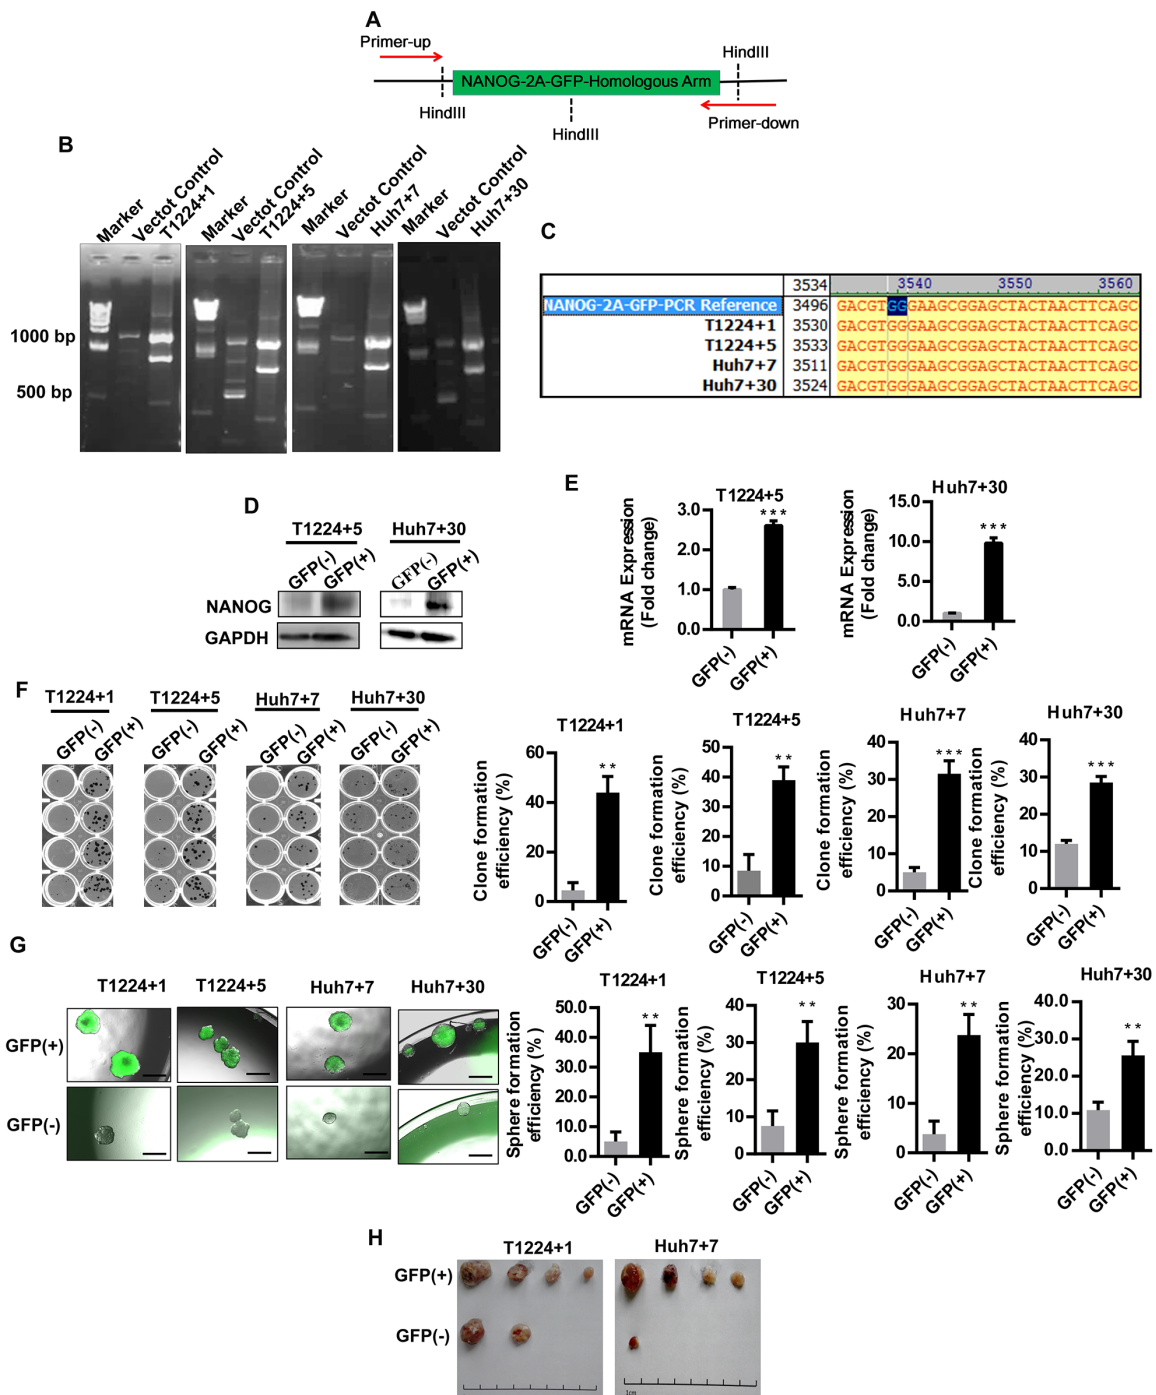 A
Primer-up
HindIII
NANOG-2A-GFP-Homologous Arm
HindIII
HindIII
Primer-down
B
Marker
Vectot Control
T1224+1
Marker
Vectot Control
T1224+5
Marker
Vectot Control
Huh7+7
Marker
Vectot Control
Huh7+30
1000 bp
500 bp
C
3534 3540 3550 3560
NANOG-2A-GFP-PCR Reference 3496 GACGTGGGAAGCGGAGCTACTAACTTCAGC
T1224+1 3530 GACGTGGGAAGCGGAGCTACTAACTTCAGC
T1224+5 3533 GACGTGGGAAGCGGAGCTACTAACTTCAGC
Huh7+7 3511 GACGTGGGAAGCGGAGCTACTAACTTCAGC
Huh7+30 3524 GACGTGGGAAGCGGAGCTACTAACTTCAGC
D
T1224+5 Huh7+30
GFP(-) GFP(+) GFP(-) GFP(+)
NANOG
GAPDH
E
T1224+5
mRNA Expression
(Fold change)
3.0
2.0
1.0
0.0
***
GFP(-) GFP(+)
Huh7+30
mRNA Expression
(Fold change)
15.0
10.0
5.0
0.0
***
GFP(-) GFP(+)
F
T1224+1 T1224+5 Huh7+7 Huh7+30
GFP(-) GFP(+) GFP(-) GFP(+) GFP(-) GFP(+) GFP(-) GFP(+)
T1224+1
Clone formation
efficiency (%)
60
40
20
0
**
GFP(-) GFP(+)
T1224+5
Clone formation
efficiency (%)
50
40
30
20
10
0
**
GFP(-) GFP(+)
Huh7+7
Clone formation
efficiency (%)
40
30
20
10
0
***
GFP(-) GFP(+)
Huh7+30
Clone formation
efficiency (%)
40
30
20
10
0
***
GFP(-) GFP(+)
G
T1224+1 T1224+5 Huh7+7 Huh7+30
GFP(+)
GFP(-)
T1224+1
Sphere formation
efficiency (%)
50.0
40.0
30.0
20.0
10.0
0.0
**
GFP(-) GFP(+)
T1224+5
Sphere formation
efficiency (%)
40
30
20
10
0
**
GFP(-) GFP(+)
Huh7+7
Sphere formation
efficiency (%)
30
20
10
0
**
GFP(-) GFP(+)
Huh7+30
Sphere formation
efficiency (%)
40.0
30.0
20.0
10.0
0.0
**
GFP(-) GFP(+)
H
T1224+1 Huh7+7
GFP(+)
GFP(-)
1cm